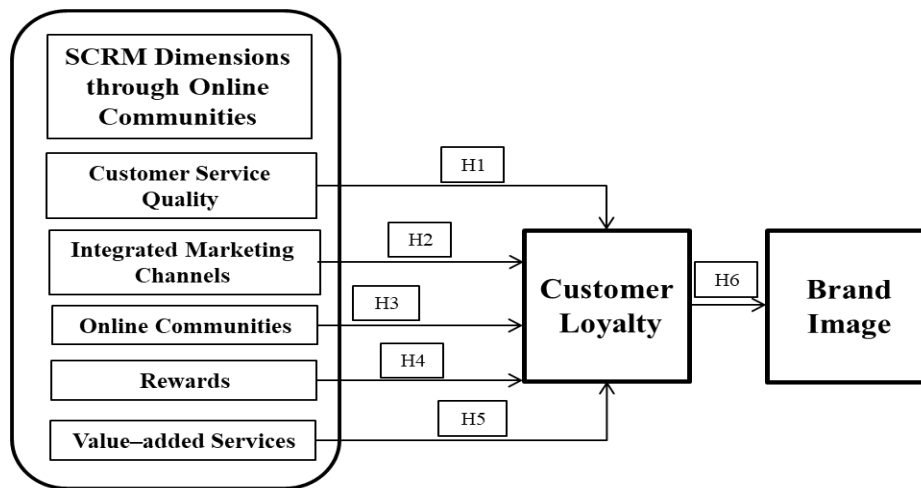 SCRM Dimensions
through Online
Communities
Customer Service
Quality
H1
Integrated Marketing
Channels
H2
Online Communities
H3
Rewards
H4
Value–added Services
H5
Customer
Loyalty
H6
Brand
Image